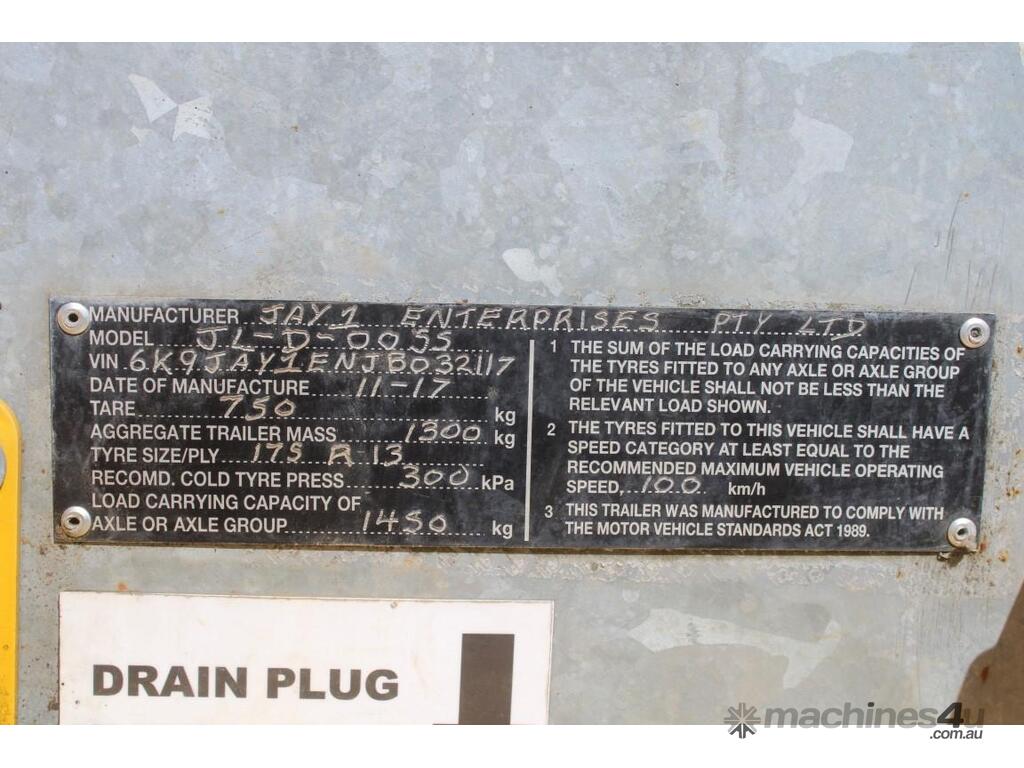 MANUFACTURER JAY1 ENTERPRISES PTY LTD
MODEL JL-D-0055
VIN 6K9JAY1ENJB032117
DATE OF MANUFACTURE 11-17
TARE 750 kg
AGGREGATE TRAILER MASS 1300 kg
TYRE SIZE/PLY 175 R 13
RECOMD. COLD TYRE PRESS 300 kPa
LOAD CARRYING CAPACITY OF
AXLE OR AXLE GROUP 1450 kg
1 THE SUM OF THE LOAD CARRYING CAPACITIES OF
THE TYRES FITTED TO ANY AXLE OR AXLE GROUP
OF THE VEHICLE SHALL NOT BE LESS THAN THE
RELEVANT LOAD SHOWN.
2 THE TYRES FITTED TO THIS VEHICLE SHALL HAVE A
SPEED CATEGORY AT LEAST EQUAL TO THE
RECOMMENDED MAXIMUM VEHICLE OPERATING
SPEED, 100 km/h
3 THIS TRAILER WAS MANUFACTURED TO COMPLY WITH
THE MOTOR VEHICLE STANDARDS ACT 1989.
DRAIN PLUG
machines4u
.com.au